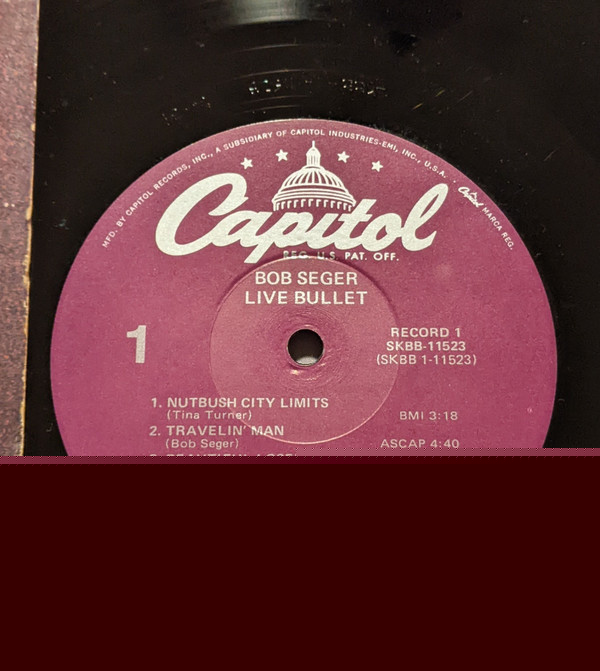 MFD. BY CAPITOL RECORDS, INC., A SUBSIDIARY OF CAPITOL INDUSTRIES-EMI, INC., U.S.A. · Capitol MARCA REG.
Capitol
REG. U.S. PAT. OFF.
BOB SEGER
LIVE BULLET
1
RECORD 1
SKBB-11523
(SKBB 1-11523)
1. NUTBUSH CITY LIMITS
(Tina Turner) BMI 3:18
2. TRAVELIN' MAN
(Bob Seger) ASCAP 4:40